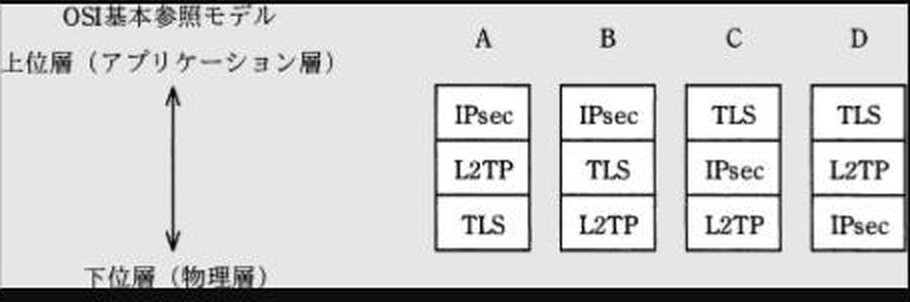 OSI基本参照モデル
上位層（アプリケーション層）
下位層（物理層）
A B C D
IPsec IPsec TLS TLS
L2TP TLS IPsec L2TP
TLS L2TP L2TP IPsec